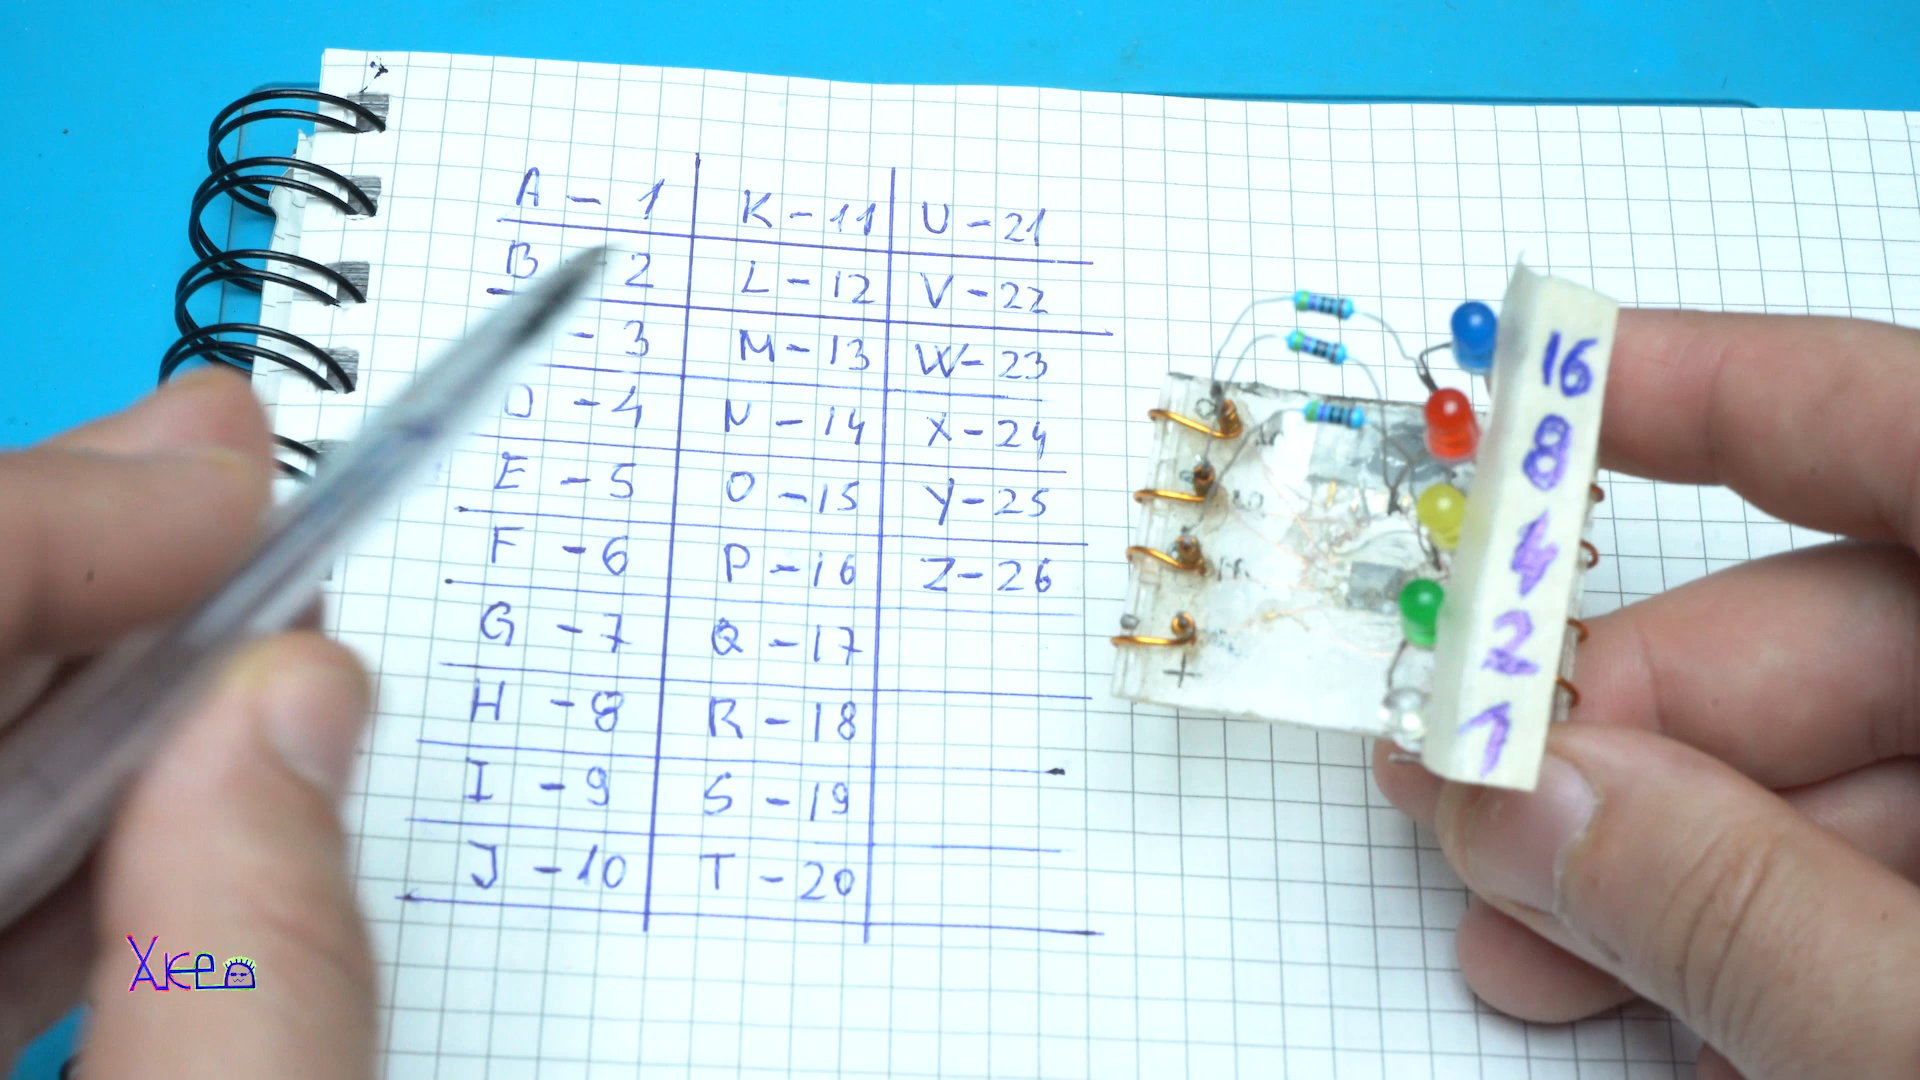 A - 1 K - 11 U - 21
B - 2 L - 12 V - 22
- 3 M - 13 W - 23
D - 4 N - 14 X - 24
E - 5 O - 15 Y - 25
F - 6 P - 16 Z - 26
G - 7 Q - 17
H - 8 R - 18
I - 9 S - 19
J - 10 T - 20
16
8
4
2
1
+
Хкер